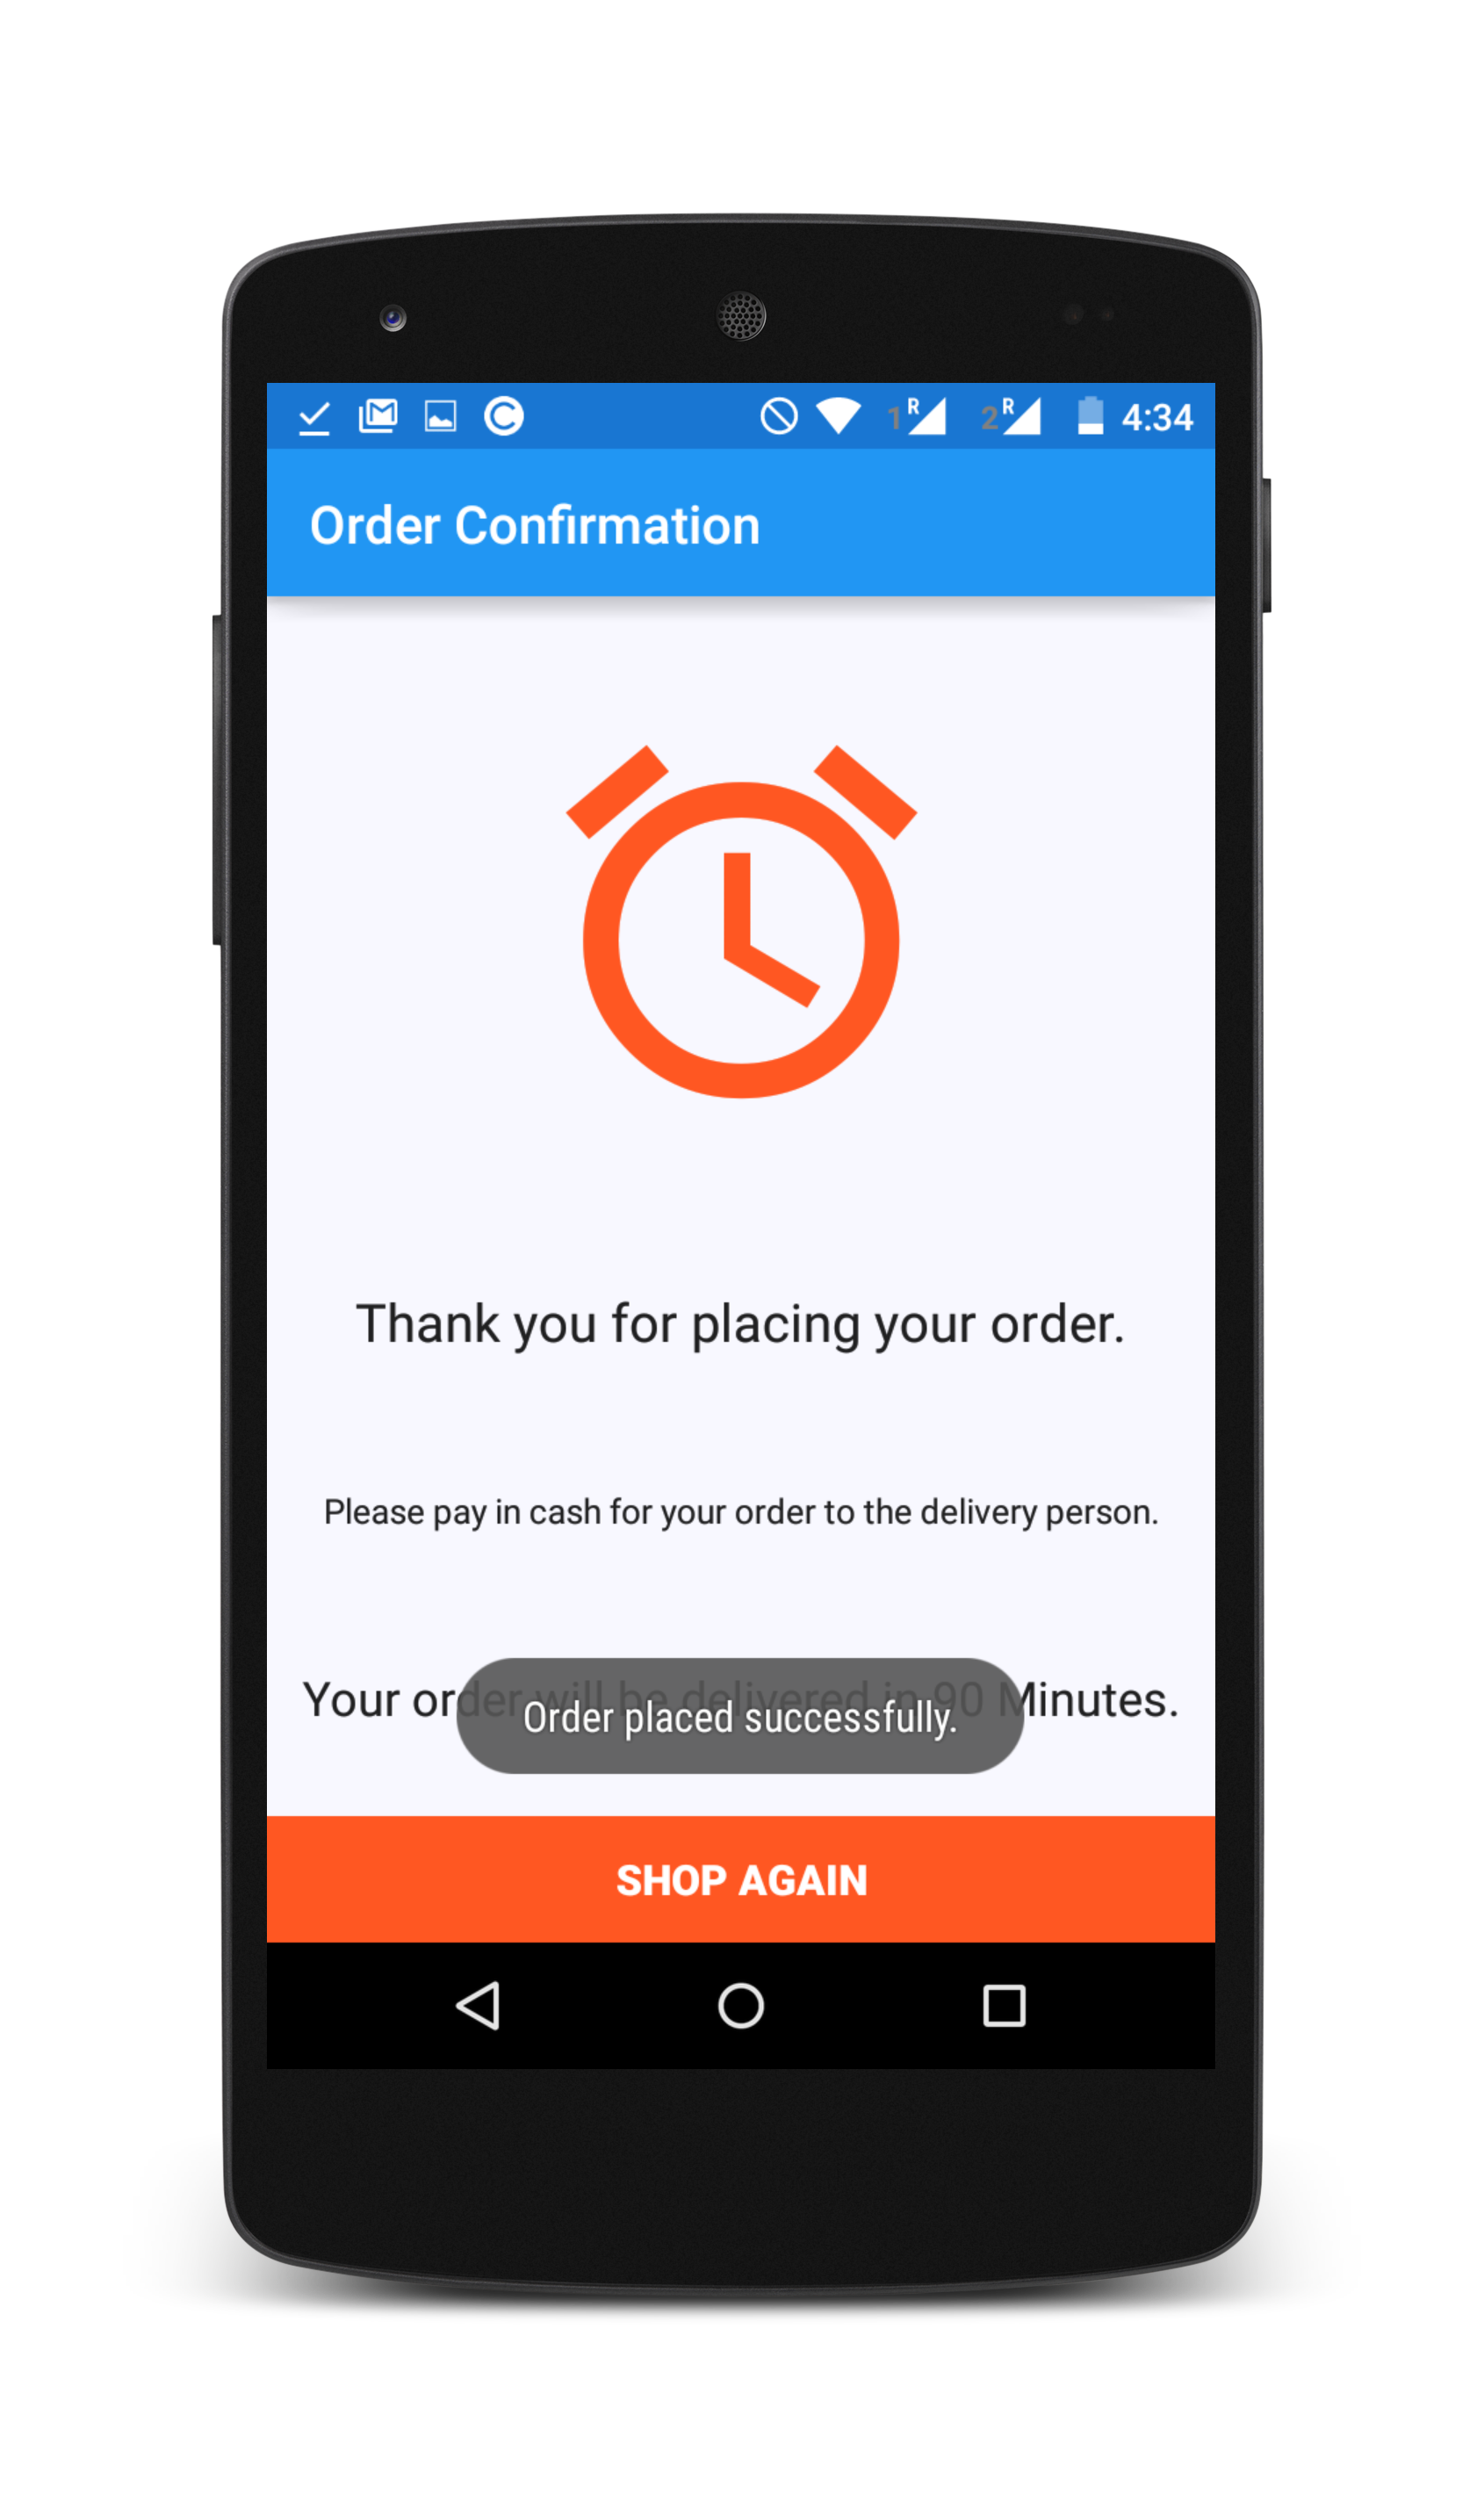 1 R 2 R 4:34
Order Confirmation
Thank you for placing your order.
Please pay in cash for your order to the delivery person.
Your order will be delivered in 90 Minutes.
Order placed successfully.
SHOP AGAIN